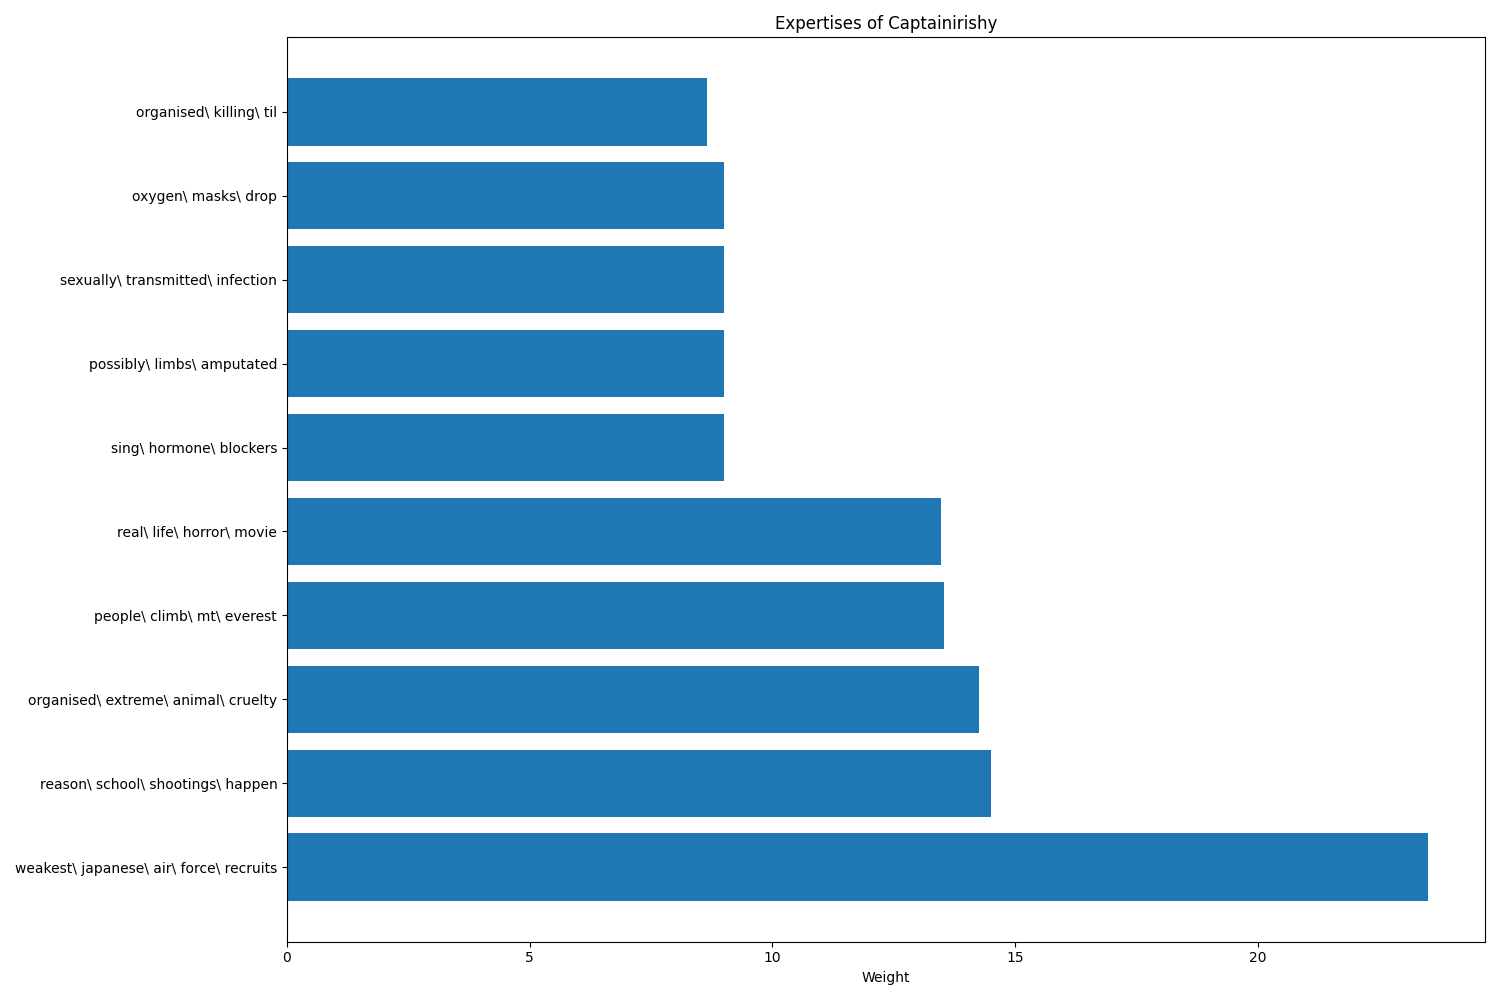 Expertises of Captainirishy
organised\ killing\ til
oxygen\ masks\ drop
sexually\ transmitted\ infection
possibly\ limbs\ amputated
sing\ hormone\ blockers
real\ life\ horror\ movie
people\ climb\ mt\ everest
organised\ extreme\ animal\ cruelty
reason\ school\ shootings\ happen
weakest\ japanese\ air\ force\ recruits
0 5 10 15 20
Weight